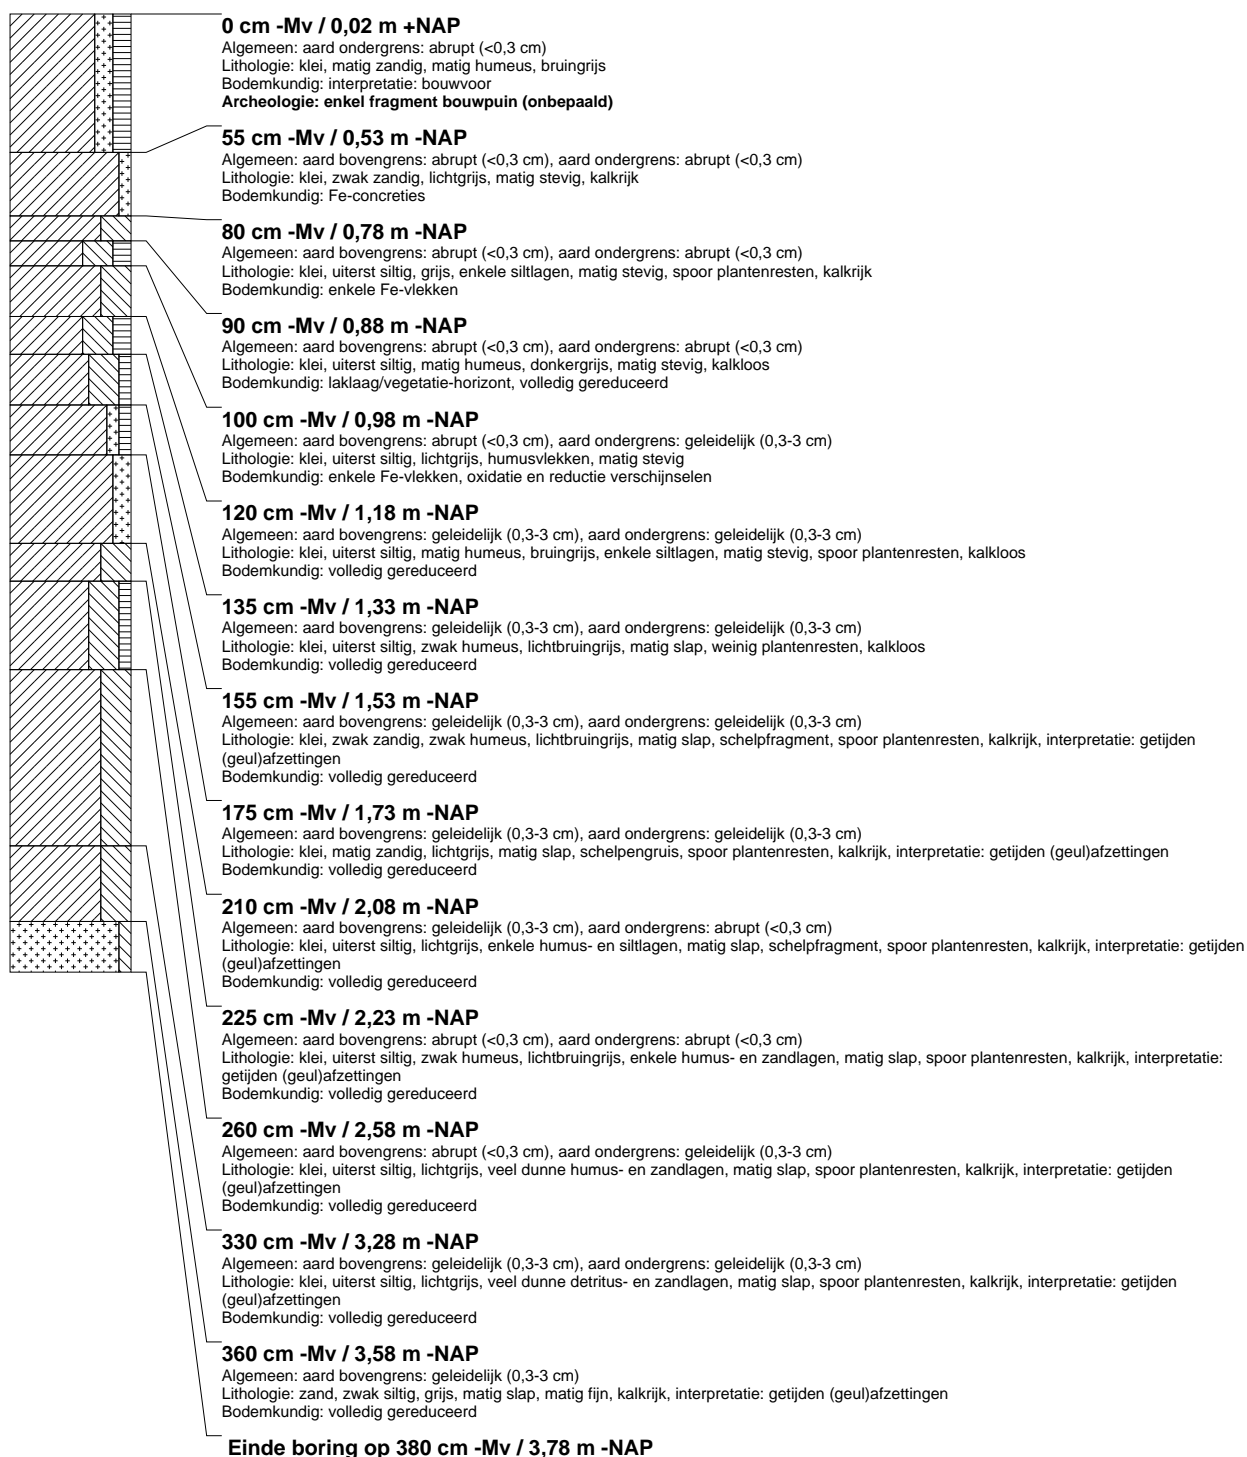 0 cm -Mv / 0,02 m +NAP
Algemeen: aard ondergrens: abrupt (<0,3 cm)
Lithologie: klei, matig zandig, matig humeus, bruingrijs
Bodemkundig: interpretatie: bouwvoor
Archeologie: enkel fragment bouwpuin (onbepaald)
55 cm -Mv / 0,53 m -NAP
Algemeen: aard bovengrens: abrupt (<0,3 cm), aard ondergrens: abrupt (<0,3 cm)
Lithologie: klei, zwak zandig, lichtgrijs, matig stevig, kalkrijk
Bodemkundig: Fe-concreties
80 cm -Mv / 0,78 m -NAP
Algemeen: aard bovengrens: abrupt (<0,3 cm), aard ondergrens: abrupt (<0,3 cm)
Lithologie: klei, uiterst siltig, grijs, enkele siltlagen, matig stevig, spoor plantenresten, kalkrijk
Bodemkundig: enkele Fe-vlekken
90 cm -Mv / 0,88 m -NAP
Algemeen: aard bovengrens: abrupt (<0,3 cm), aard ondergrens: abrupt (<0,3 cm)
Lithologie: klei, uiterst siltig, matig humeus, donkergrijs, matig stevig, kalkloos
Bodemkundig: laklaag/vegetatie-horizont, volledig gereduceerd
100 cm -Mv / 0,98 m -NAP
Algemeen: aard bovengrens: abrupt (<0,3 cm), aard ondergrens: geleidelijk (0,3-3 cm)
Lithologie: klei, uiterst siltig, lichtgrijs, humusvlekken, matig stevig
Bodemkundig: enkele Fe-vlekken, oxidatie en reductie verschijnselen
120 cm -Mv / 1,18 m -NAP
Algemeen: aard bovengrens: geleidelijk (0,3-3 cm), aard ondergrens: geleidelijk (0,3-3 cm)
Lithologie: klei, uiterst siltig, matig humeus, bruingrijs, enkele siltlagen, matig stevig, spoor plantenresten, kalkloos
Bodemkundig: volledig gereduceerd
135 cm -Mv / 1,33 m -NAP
Algemeen: aard bovengrens: geleidelijk (0,3-3 cm), aard ondergrens: geleidelijk (0,3-3 cm)
Lithologie: klei, uiterst siltig, zwak humeus, lichtbruingrijs, matig slap, weinig plantenresten, kalkloos
Bodemkundig: volledig gereduceerd
155 cm -Mv / 1,53 m -NAP
Algemeen: aard bovengrens: geleidelijk (0,3-3 cm), aard ondergrens: geleidelijk (0,3-3 cm)
Lithologie: klei, zwak zandig, zwak humeus, lichtbruingrijs, matig slap, schelpfragment, spoor plantenresten, kalkrijk, interpretatie: getijden
(geul)afzettingen
Bodemkundig: volledig gereduceerd
175 cm -Mv / 1,73 m -NAP
Algemeen: aard bovengrens: geleidelijk (0,3-3 cm), aard ondergrens: geleidelijk (0,3-3 cm)
Lithologie: klei, matig zandig, lichtgrijs, matig slap, schelpengruis, spoor plantenresten, kalkrijk, interpretatie: getijden (geul)afzettingen
Bodemkundig: volledig gereduceerd
210 cm -Mv / 2,08 m -NAP
Algemeen: aard bovengrens: geleidelijk (0,3-3 cm), aard ondergrens: abrupt (<0,3 cm)
Lithologie: klei, uiterst siltig, lichtgrijs, enkele humus- en siltlagen, matig slap, schelpfragment, spoor plantenresten, kalkrijk, interpretatie: getijden
(geul)afzettingen
Bodemkundig: volledig gereduceerd
225 cm -Mv / 2,23 m -NAP
Algemeen: aard bovengrens: abrupt (<0,3 cm), aard ondergrens: abrupt (<0,3 cm)
Lithologie: klei, uiterst siltig, zwak humeus, lichtbruingrijs, enkele humus- en zandlagen, matig slap, spoor plantenresten, kalkrijk, interpretatie:
getijden (geul)afzettingen
Bodemkundig: volledig gereduceerd
260 cm -Mv / 2,58 m -NAP
Algemeen: aard bovengrens: abrupt (<0,3 cm), aard ondergrens: geleidelijk (0,3-3 cm)
Lithologie: klei, uiterst siltig, lichtgrijs, veel dunne humus- en zandlagen, matig slap, spoor plantenresten, kalkrijk, interpretatie: getijden
(geul)afzettingen
Bodemkundig: volledig gereduceerd
330 cm -Mv / 3,28 m -NAP
Algemeen: aard bovengrens: geleidelijk (0,3-3 cm), aard ondergrens: geleidelijk (0,3-3 cm)
Lithologie: klei, uiterst siltig, lichtgrijs, veel dunne detritus- en zandlagen, matig slap, spoor plantenresten, kalkrijk, interpretatie: getijden
(geul)afzettingen
Bodemkundig: volledig gereduceerd
360 cm -Mv / 3,58 m -NAP
Algemeen: aard bovengrens: geleidelijk (0,3-3 cm)
Lithologie: zand, zwak siltig, grijs, matig slap, matig fijn, kalkrijk, interpretatie: getijden (geul)afzettingen
Bodemkundig: volledig gereduceerd
Einde boring op 380 cm -Mv / 3,78 m -NAP